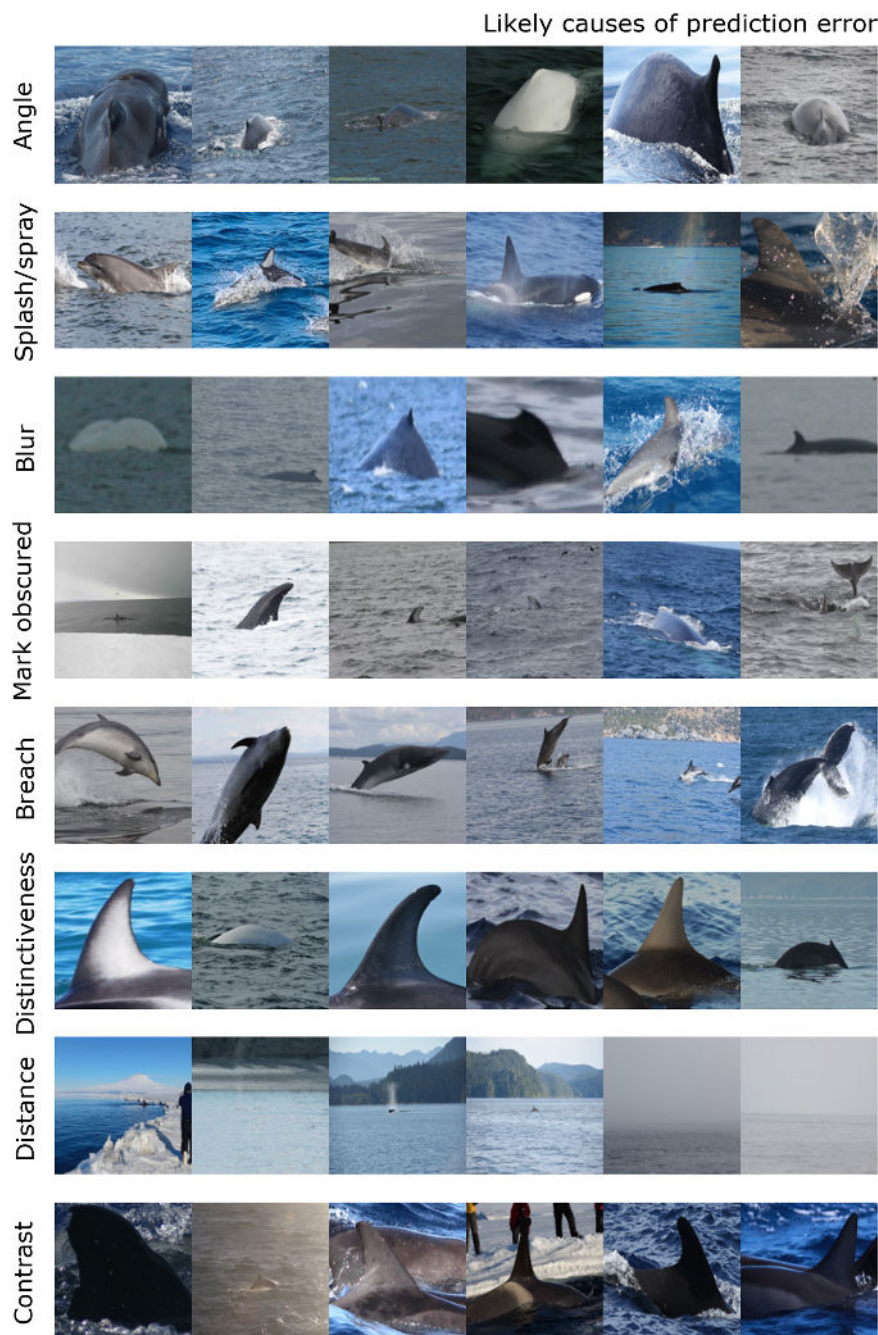 Likely causes of prediction error
Angle
Splash/spray
Blur
Mark obscured
Breach
Distinctiveness
Distance
Contrast